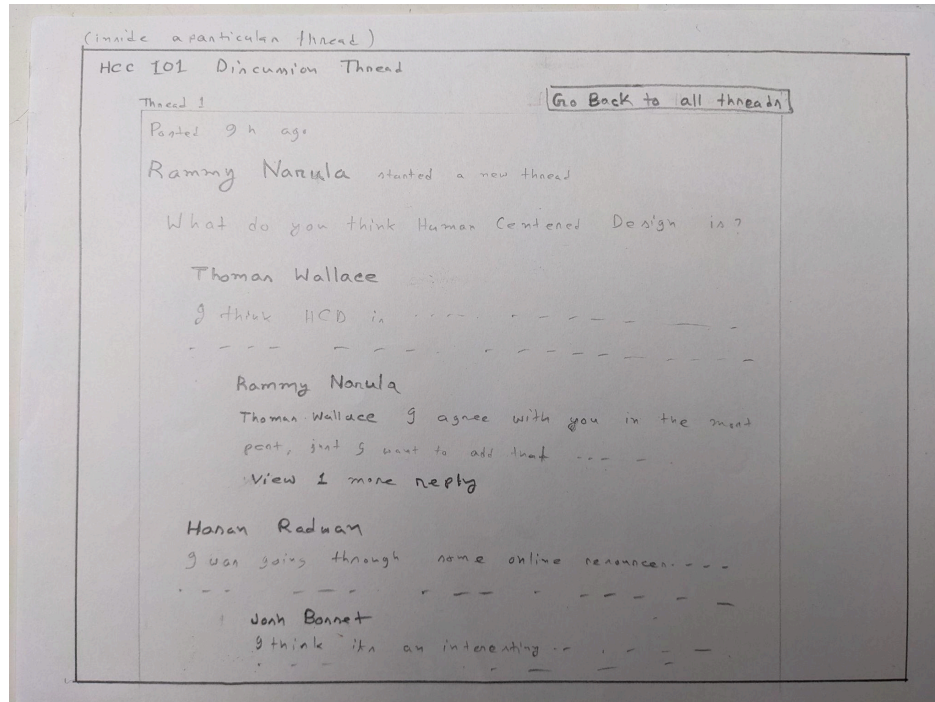 (inside a particular thread)
HCC 101 Discussion Thread
Go Back to all threads
Thread 1
Posted 9 h ago
Rammy Narula started a new thread
What do you think Human Centered Design is?
Thomas Wallace
I think HCD is ---- - - - - - -
- - - - - - - - - - - - - - - - -
Rammy Narula
Thomas Wallace I agree with you in the most
part, just I want to add that --- -
View 1 more reply
Hasan Radwan
I was going through some online resources. - - -
- - - - - - - - - - - - - - -
Josh Bonnet
I think its an interesting -- - - - -
- - - - - - - -